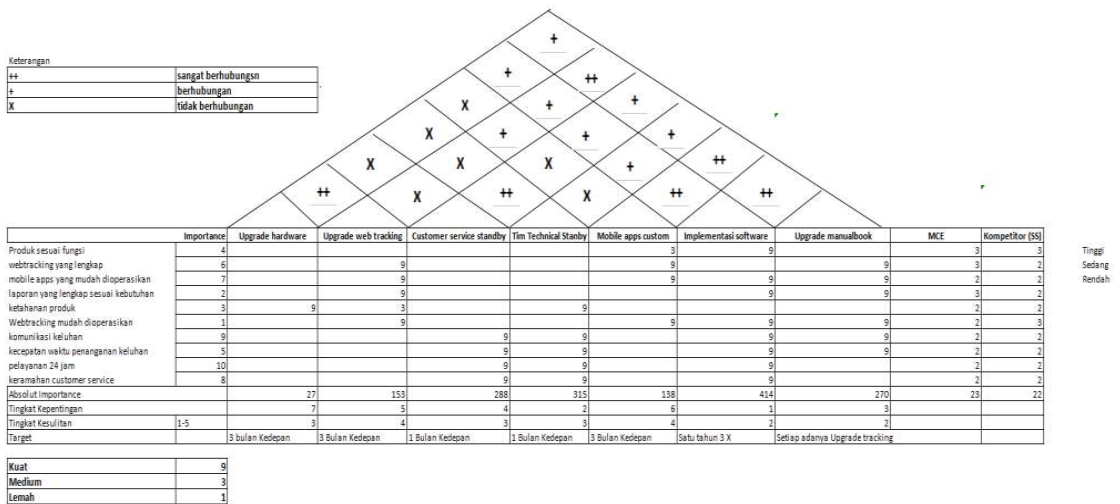 +
+ ++
X + +
X + + +
X X X + ++
++ X ++ X ++ ++
Keterangan
++ sangat berhubungsn
+ berhubungan
X tidak berhubungan
Importance Upgrade hardware Upgrade web tracking Customer service standby Tim Technical Stanby Mobile apps custom Implementasi software Upgrade manualbook MCE Kompetitor (SS)
Produk sesuai fungsi 4 3 9 3 3 Tinggi
webtracking yang lengkap 6 9 9 9 3 2 Sedang
mobile apps yang mudah dioperasikan 7 9 9 9 9 2 2 Rendah
laporan yang lengkap sesuai kebutuhan 2 9 9 9 3 2
ketahanan produk 3 9 3 9 2 2
Webtracking mudah dioperasikan 1 9 9 9 9 2 3
komunikasi keluhan 9 9 9 9 9 2 2
kecepatan waktu penanganan keluhan 5 9 9 9 9 2 2
pelayanan 24 jam 10 9 9 9 2 2
keramahan customer service 8 9 9 9 2 2
Absolut Importance 27 153 288 315 138 414 270 23 22
Tingkat Kepentingan 7 5 4 2 6 1 3
Tingkat Kesulitan 1-5 3 4 3 3 4 2 2
Target 3 bulan Kedepan 3 Bulan Kedepan 1 Bulan Kedepan 1 Bulan Kedepan 3 Bulan Kedepan Satu tahun 3 X Setiap adanya Upgrade tracking
Kuat 9
Medium 3
Lemah 1